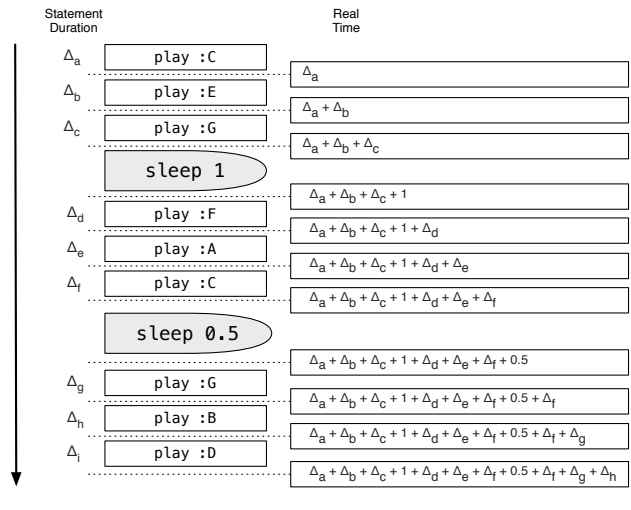 Statement Duration
Real Time
Δa
play :C
Δa
Δb
play :E
Δa + Δb
Δc
play :G
Δa + Δb + Δc
sleep 1
Δa + Δb + Δc + 1
Δd
play :F
Δa + Δb + Δc + 1 + Δd
Δe
play :A
Δa + Δb + Δc + 1 + Δd + Δe
Δf
play :C
Δa + Δb + Δc + 1 + Δd + Δe + Δf
sleep 0.5
Δa + Δb + Δc + 1 + Δd + Δe + Δf + 0.5
Δg
play :G
Δa + Δb + Δc + 1 + Δd + Δe + Δf + 0.5 + Δf
Δh
play :B
Δa + Δb + Δc + 1 + Δd + Δe + Δf + 0.5 + Δf + Δg
Δi
play :D
Δa + Δb + Δc + 1 + Δd + Δe + Δf + 0.5 + Δf + Δg + Δh